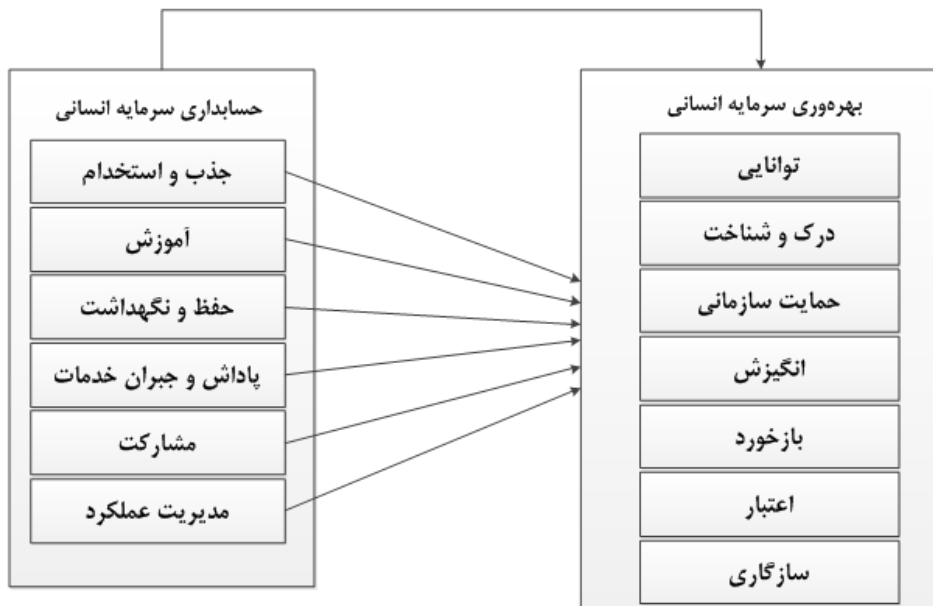 حسابداری سرمایه انسانی
جذب و استخدام
آموزش
حفظ و نگهداشت
پاداش و جبران خدمات
مشارکت
مدیریت عملکرد
بهره‌وری سرمایه انسانی
توانایی
درک و شناخت
حمایت سازمانی
انگیزش
بازخورد
اعتبار
سازگاری